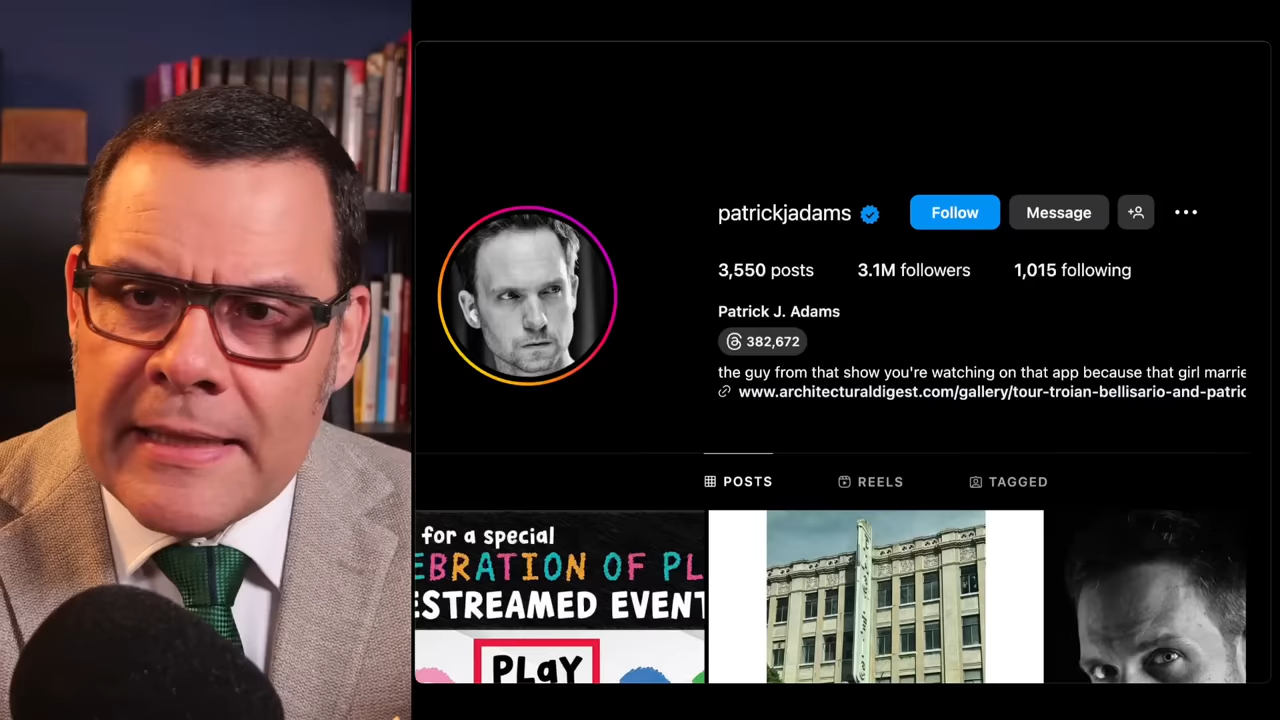 patrickjadams
Follow
Message
3,550 posts
3.1M followers
1,015 following
Patrick J. Adams
382,672
the guy from that show you're watching on that app because that girl marrie
www.architecturaldigest.com/gallery/tour-troian-bellisario-and-patric
POSTS
REELS
TAGGED
for a special
EBRATION OF PL
ESTREAMED EVENT
PLAY